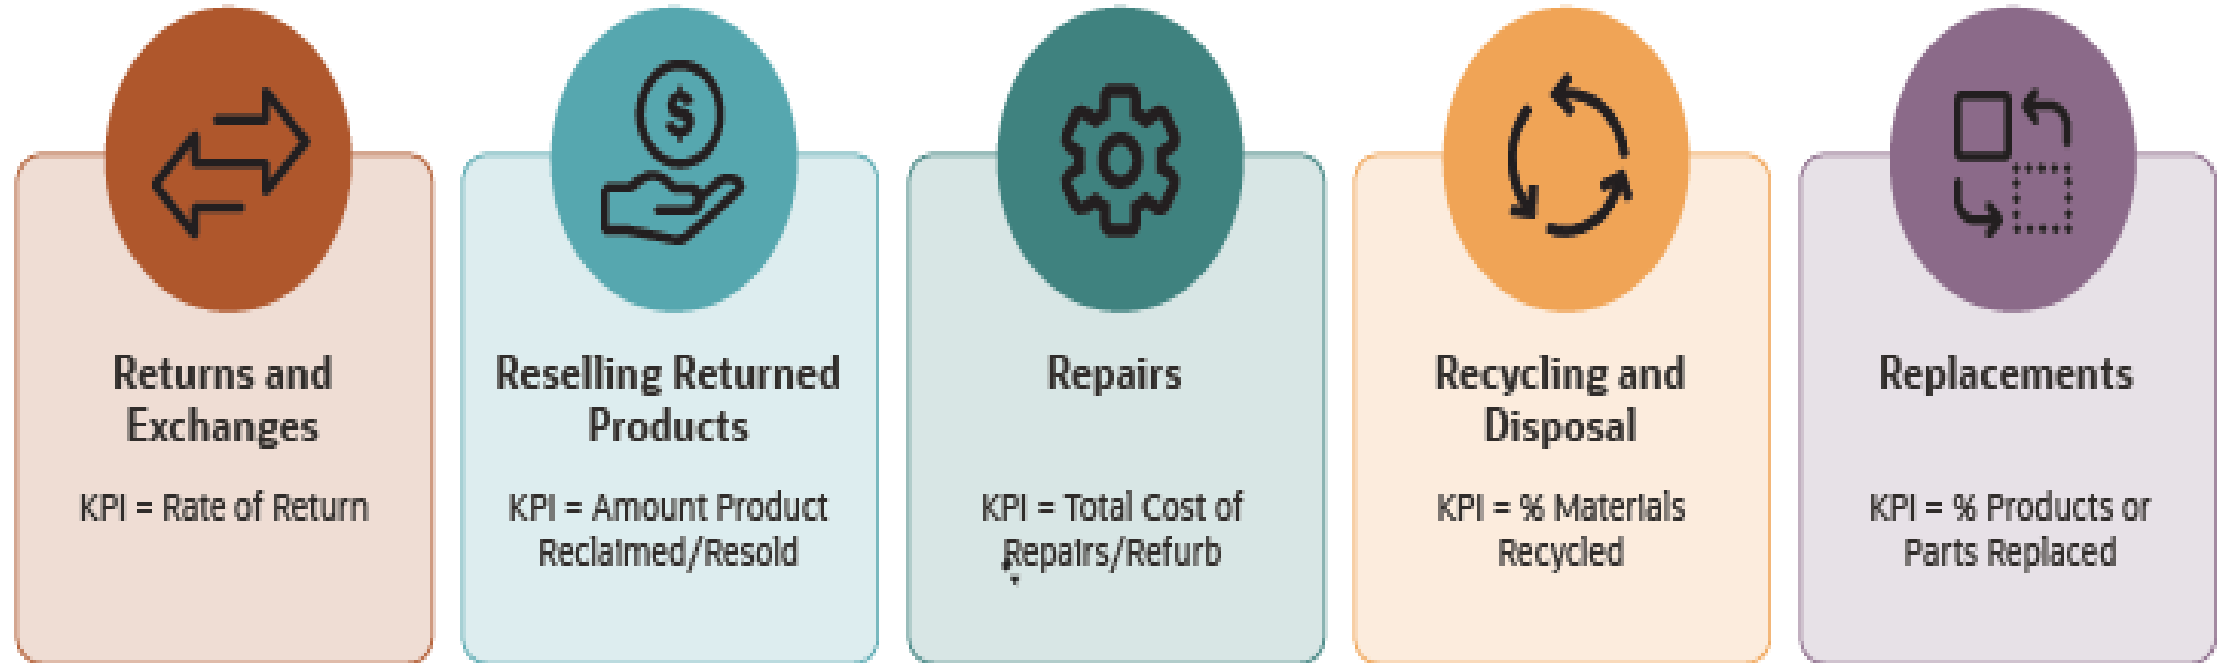 $
Returns and
Exchanges
KPI = Rate of Return
Reselling Returned
Products
KPI = Amount Product
Reclaimed/Resold
Repairs
KPI = Total Cost of
Repairs/Refurb
Recycling and
Disposal
KPI = % Materials
Recycled
Replacements
KPI = % Products or
Parts Replaced